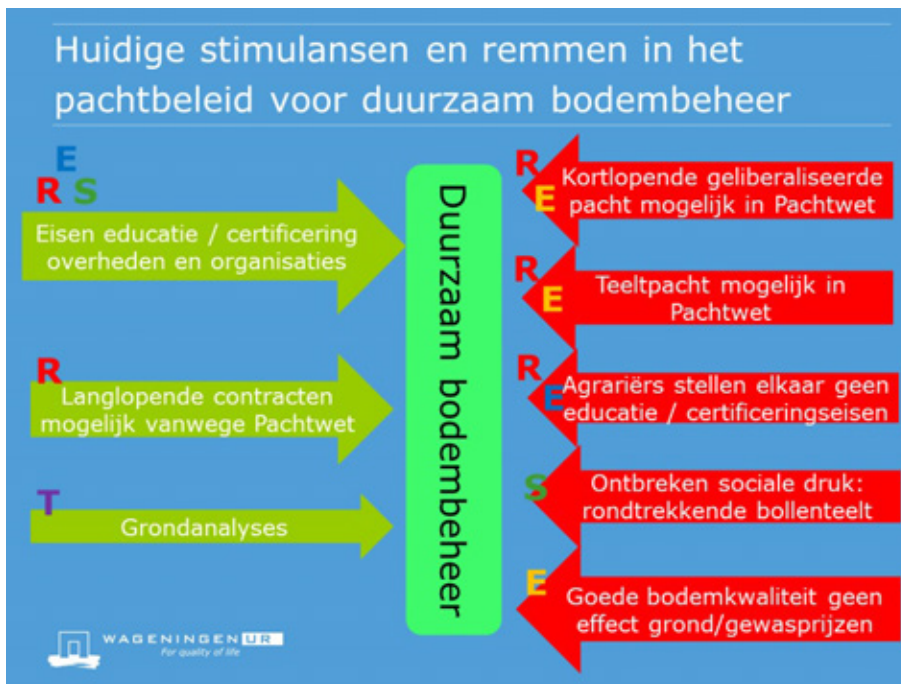 Huidige stimulansen en remmen in het
pachtbeleid voor duurzaam bodembeheer
E
R S
Eisen educatie / certificering
overheden en organisaties
R
Langlopende contracten
mogelijk vanwege Pachtwet
T
Grondanalyses
Duurzaam bodembeheer
R
E
Kortlopende geliberaliseerde
pacht mogelijk in Pachtwet
R
E
Teeltpacht mogelijk in
Pachtwet
R
E
Agrariërs stellen elkaar geen
educatie / certificeringseisen
S
Ontbreken sociale druk:
rondtrekkende bollenteelt
E
Goede bodemkwaliteit geen
effect grond/gewasprijzen
WAGENINGEN UR
For quality of life